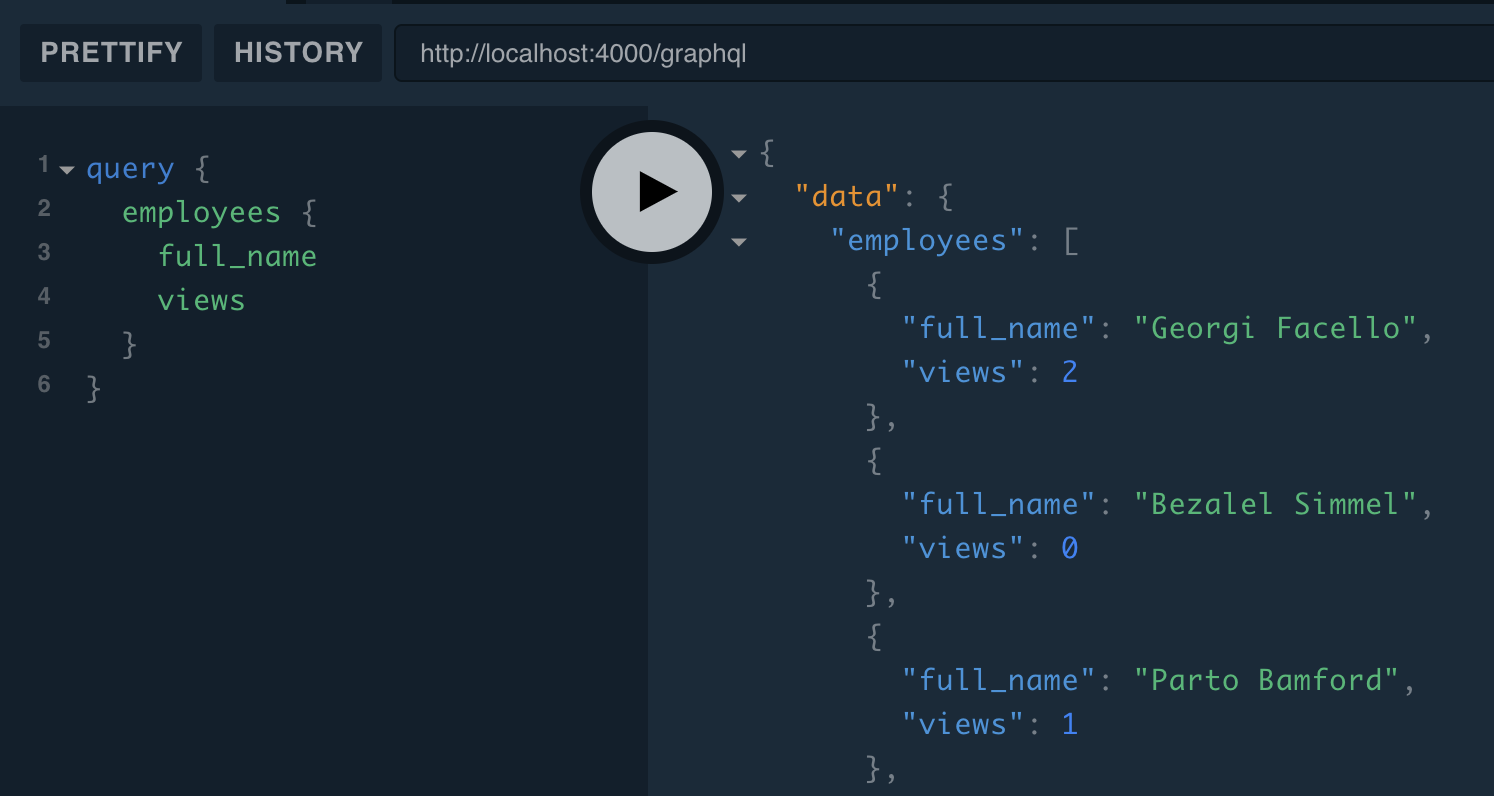 PRETTIFY HISTORY http://localhost:4000/graphql
1 query {
2 employees {
3 full_name
4 views
5 }
6 }
{
"data": {
"employees": [
{
"full_name": "Georgi Facello",
"views": 2
},
{
"full_name": "Bezalel Simmel",
"views": 0
},
{
"full_name": "Parto Bamford",
"views": 1
},